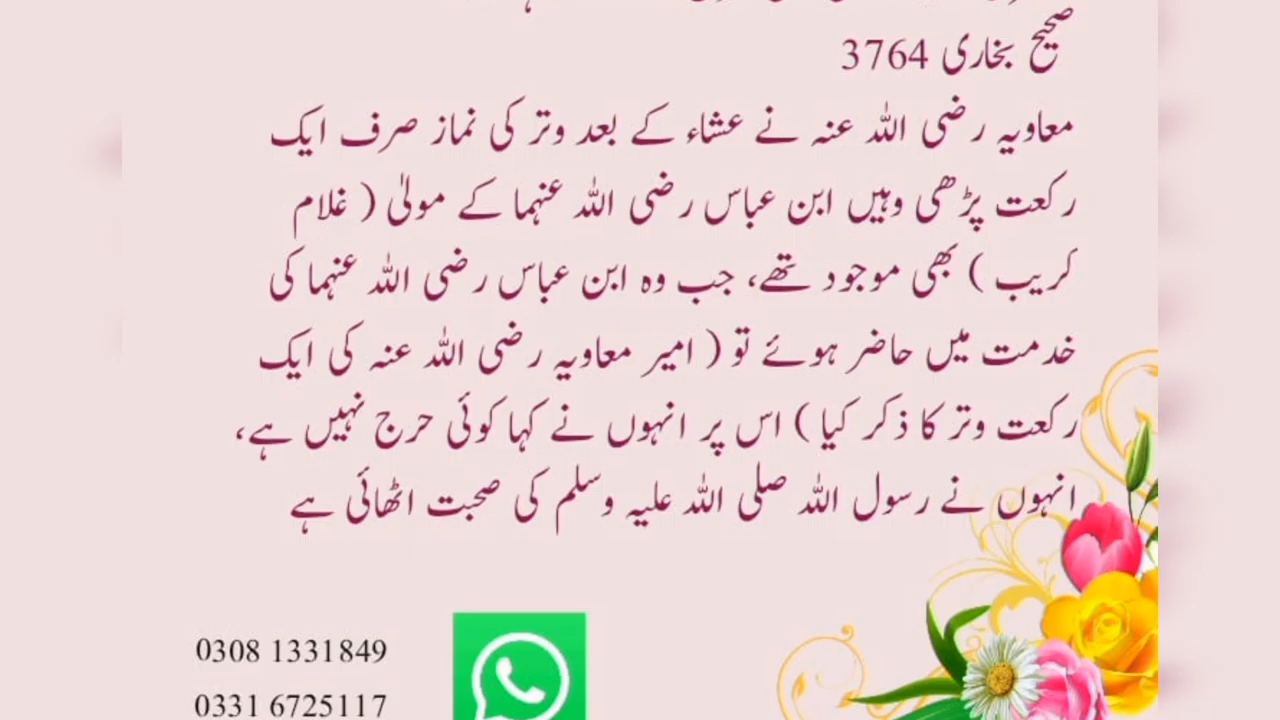 صحیح بخاری 3764
معاویہ رضی اللہ عنہ نے عشاء کے بعد وتر کی نماز صرف ایک
رکعت پڑھی وہیں ابن عباس رضی اللہ عنہما کے مولیٰ ( غلام
کریب ) بھی موجود تھے، جب وہ ابن عباس رضی اللہ عنہما کی
خدمت میں حاضر ہوئے تو ( امیر معاویہ رضی اللہ عنہ کی ایک
رکعت وتر کا ذکر کیا ) اس پر انہوں نے کہا کوئی حرج نہیں ہے،
انہوں نے رسول اللہ صلی اللہ علیہ وسلم کی صحبت اٹھائی ہے
0308 1331849
0331 6725117